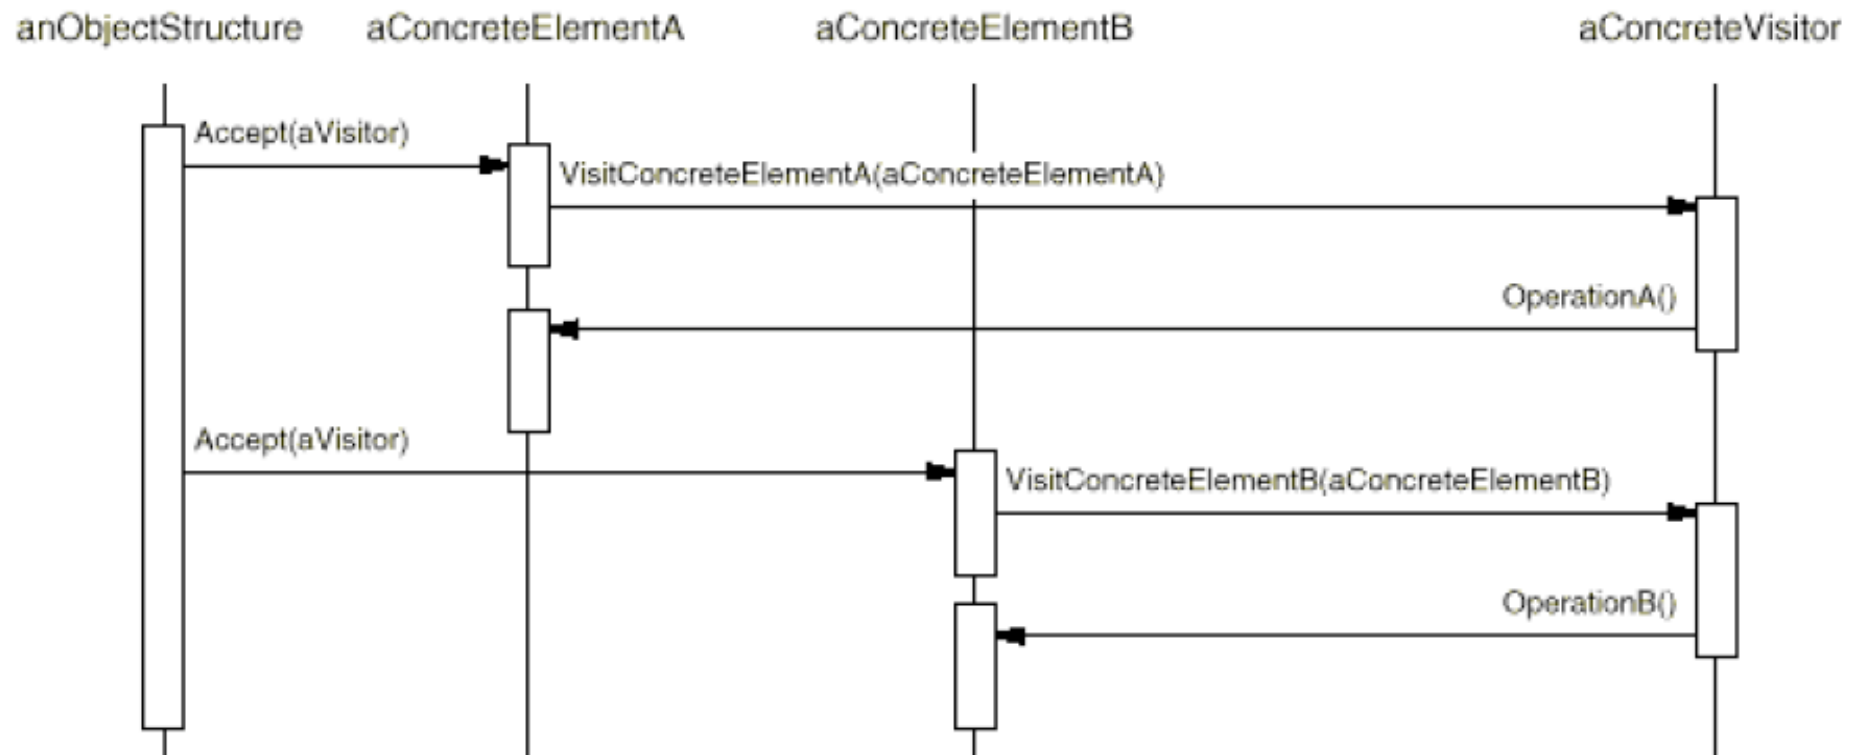 anObjectStructure aConcreteElementA aConcreteElementB aConcreteVisitor
Accept(aVisitor)
VisitConcreteElementA(aConcreteElementA)
OperationA()
Accept(aVisitor)
VisitConcreteElementB(aConcreteElementB)
OperationB()